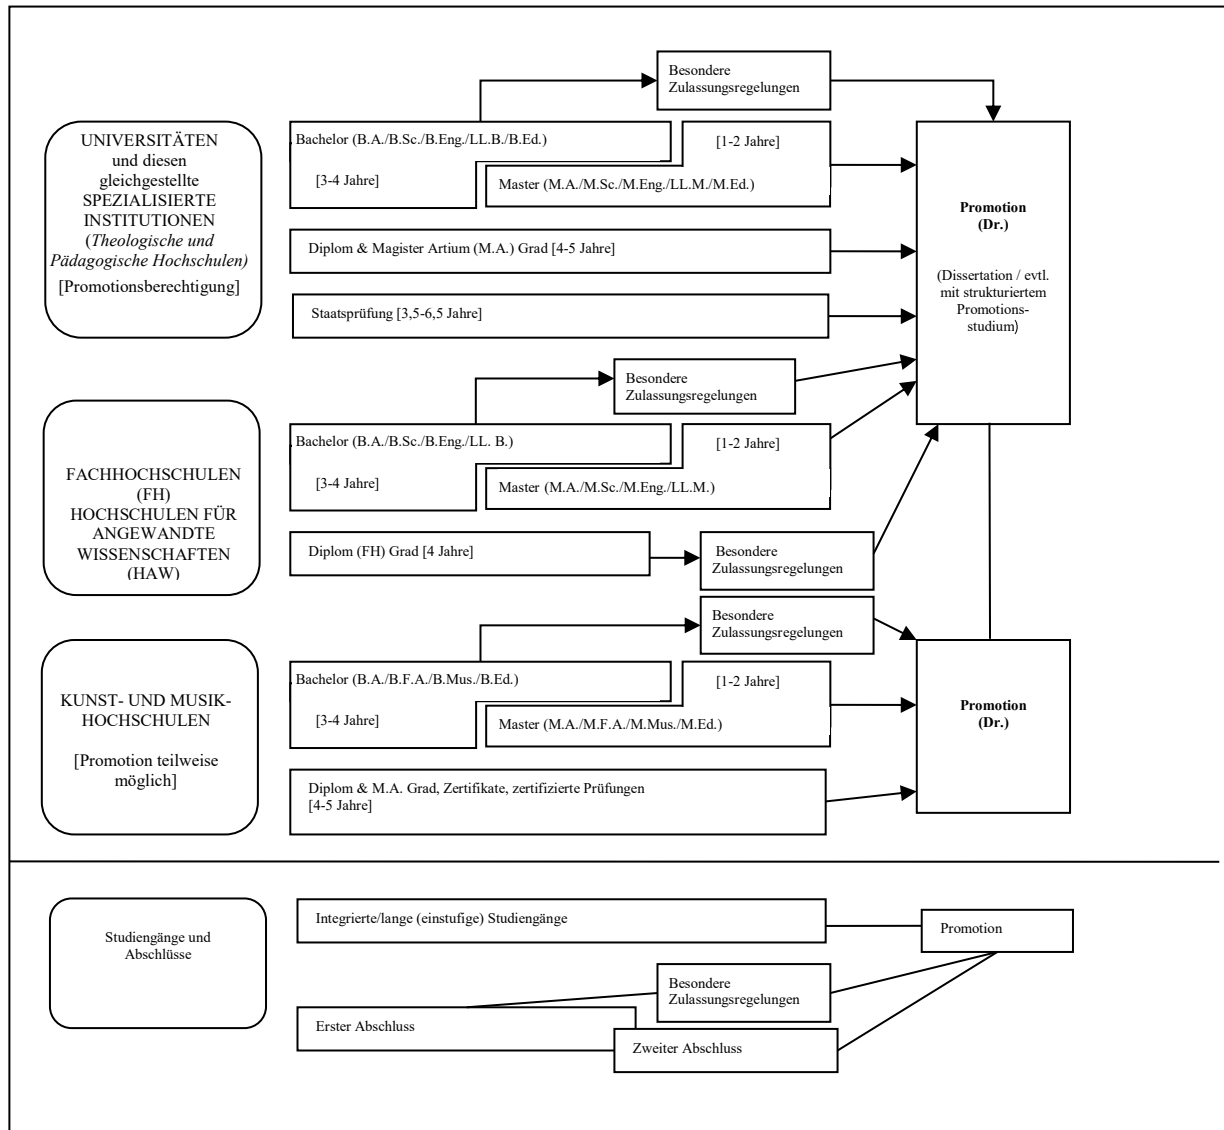 Besondere
Zulassungsregelungen
UNIVERSITÄTEN
und diesen
gleichgestellte
SPEZIALISIERTE
INSTITUTIONEN
(Theologische und
Pädagogische Hochschulen)
[Promotionsberechtigung]
Bachelor (B.A./B.Sc./B.Eng./LL.B./B.Ed.)
[3-4 Jahre]
[1-2 Jahre]
Master (M.A./M.Sc./M.Eng./LL.M./M.Ed.)
Diplom & Magister Artium (M.A.) Grad [4-5 Jahre]
Staatsprüfung [3,5-6,5 Jahre]
Promotion
(Dr.)
(Dissertation / evtl.
mit strukturiertem
Promotions-
studium)
Besondere
Zulassungsregelungen
FACHHOCHSCHULEN
(FH)
HOCHSCHULEN FÜR
ANGEWANDTE
WISSENSCHAFTEN
(HAW)
Bachelor (B.A./B.Sc./B.Eng./LL. B.)
[3-4 Jahre]
[1-2 Jahre]
Master (M.A./M.Sc./M.Eng./LL.M.)
Diplom (FH) Grad [4 Jahre]
Besondere
Zulassungsregelungen
Besondere
Zulassungsregelungen
KUNST- UND MUSIK-
HOCHSCHULEN
[Promotion teilweise
möglich]
Bachelor (B.A./B.F.A./B.Mus./B.Ed.)
[3-4 Jahre]
[1-2 Jahre]
Master (M.A./M.F.A./M.Mus./M.Ed.)
Diplom & M.A. Grad, Zertifikate, zertifizierte Prüfungen
[4-5 Jahre]
Promotion
(Dr.)
Studiengänge und
Abschlüsse
Integrierte/lange (einstufige) Studiengänge
Promotion
Besondere
Zulassungsregelungen
Erster Abschluss
Zweiter Abschluss